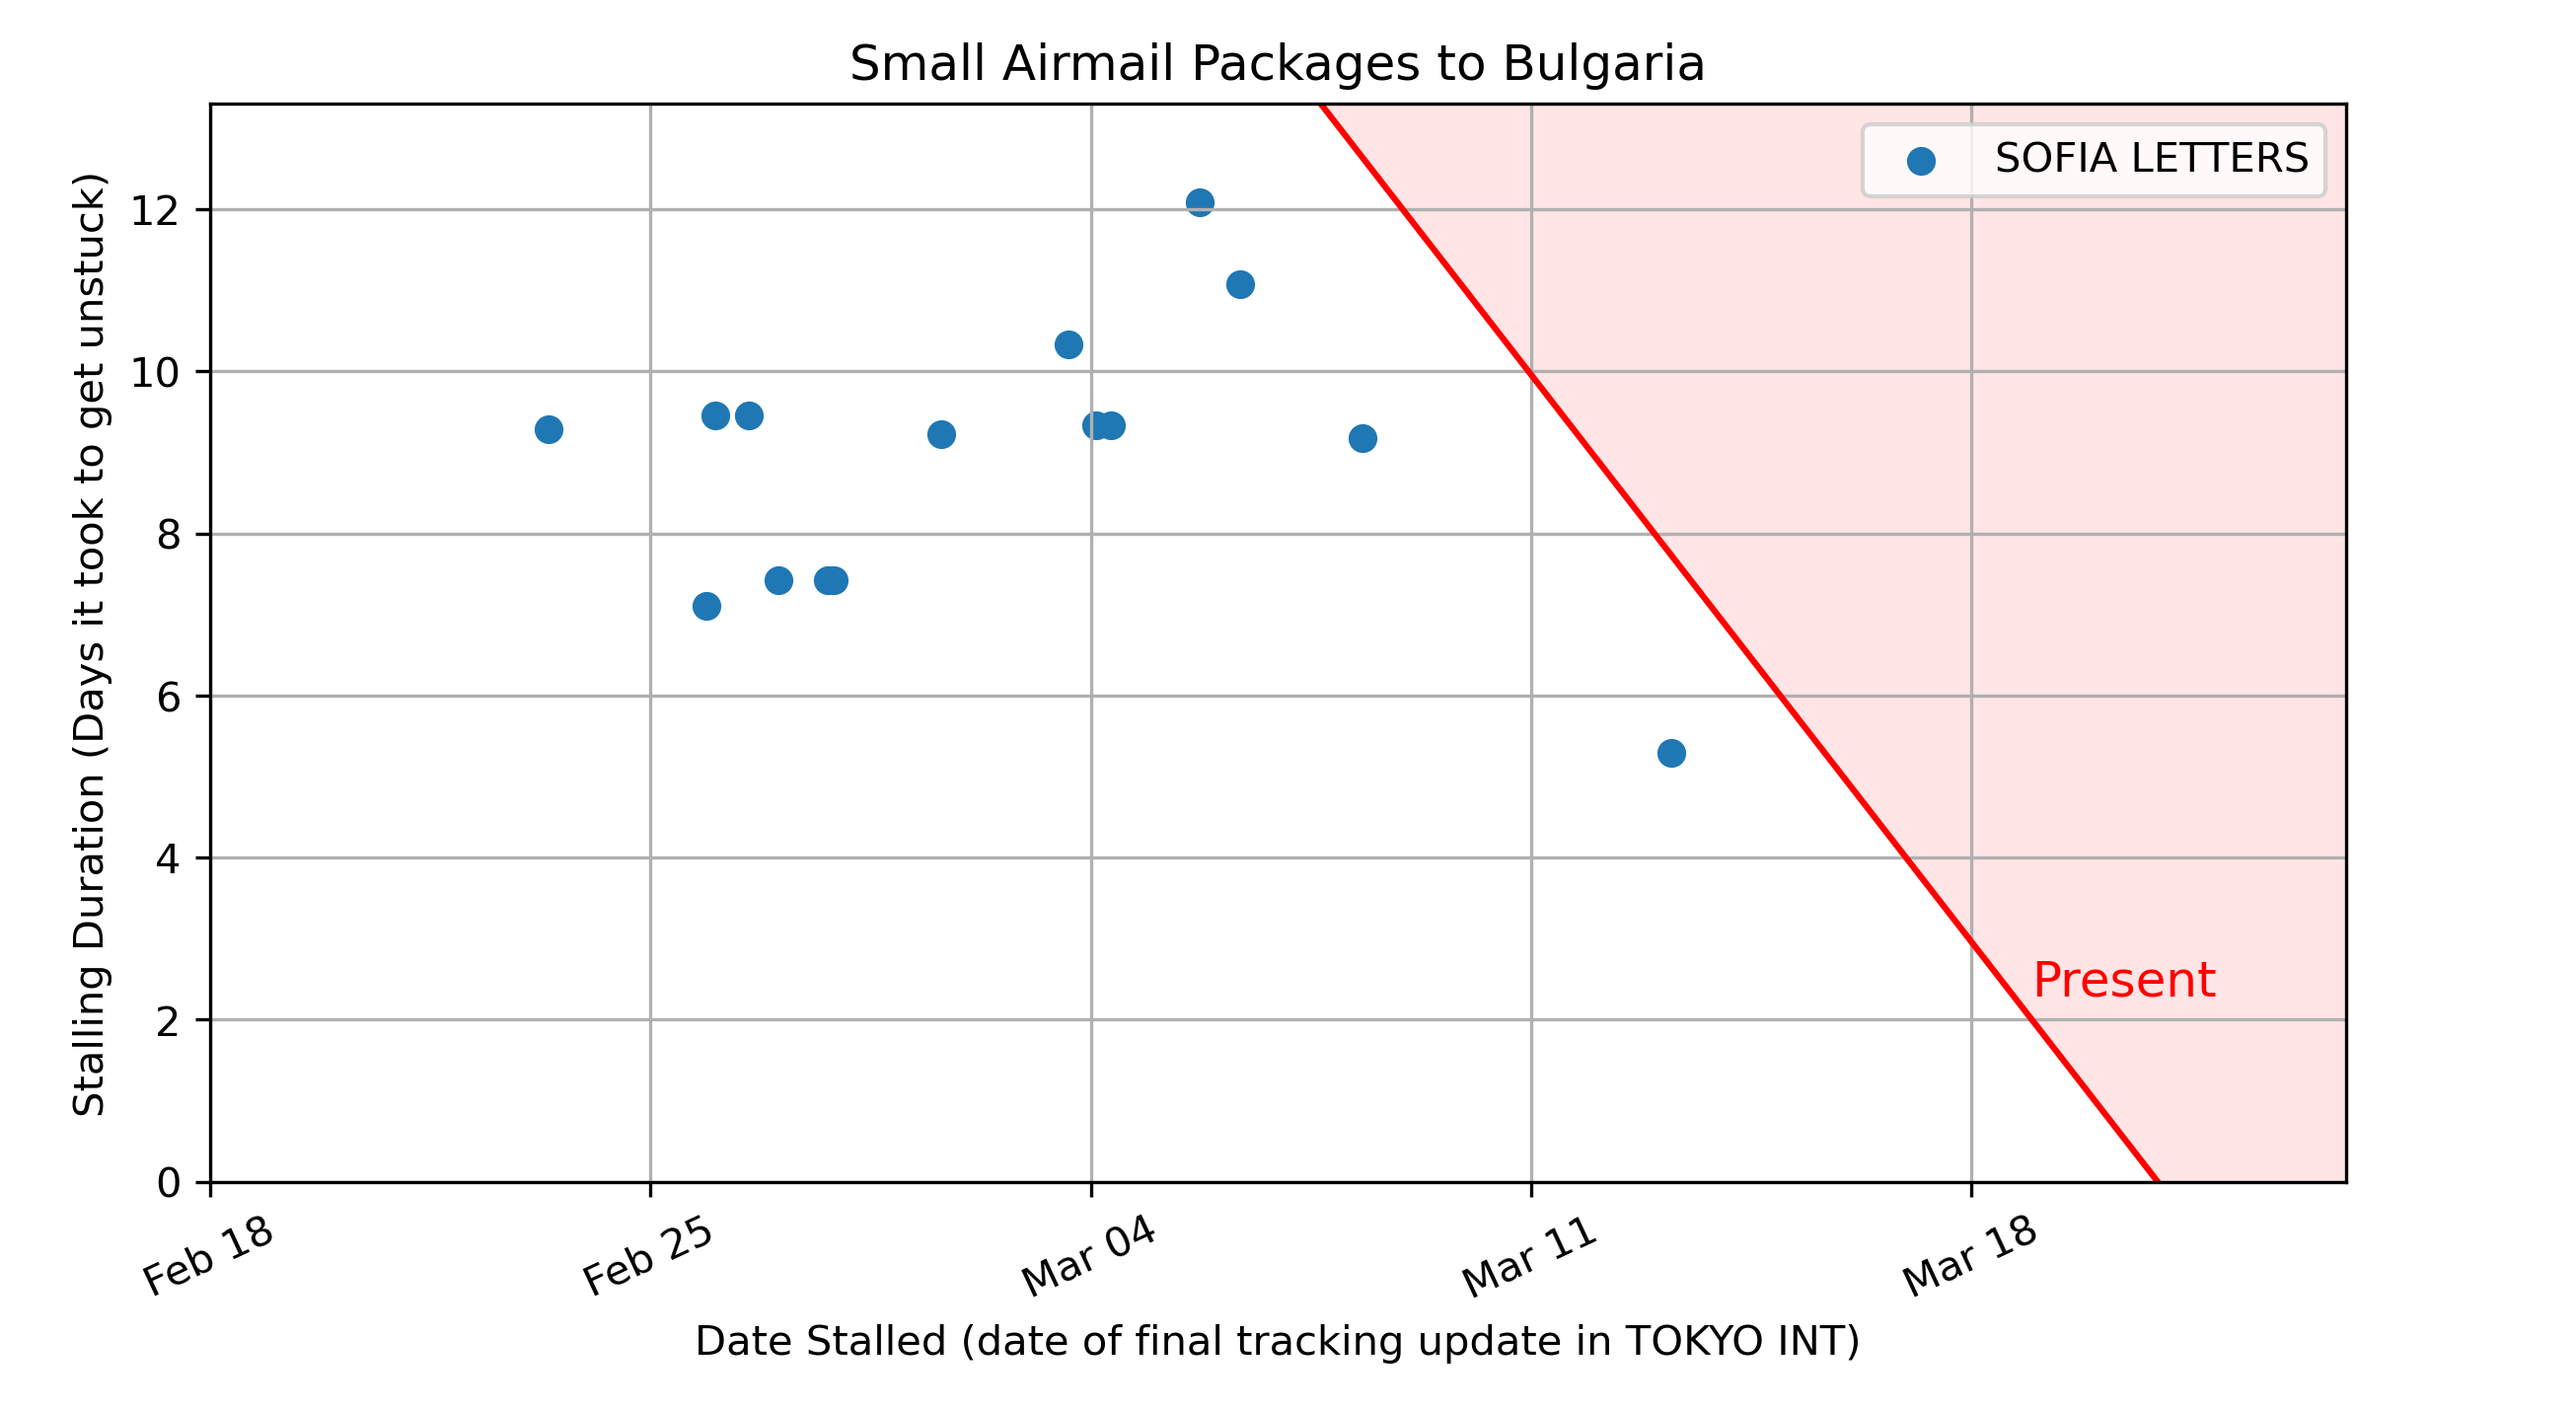 Small Airmail Packages to Bulgaria
SOFIA LETTERS
Stalling Duration (Days it took to get unstuck)
12
10
8
6
4
2
0
Present
Feb 18
Feb 25
Mar 04
Mar 11
Mar 18
Date Stalled (date of final tracking update in TOKYO INT)